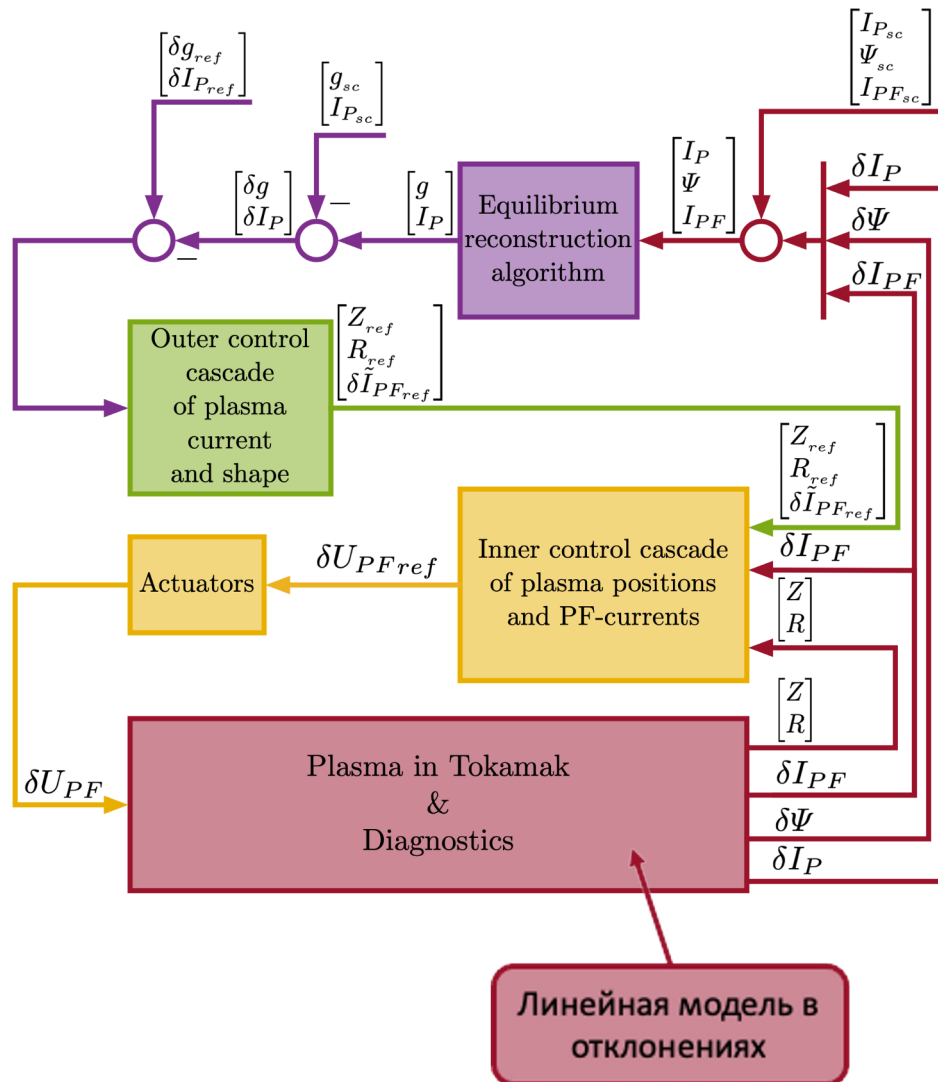 δg_ref
δI_P_ref
g_sc
I_P_sc
I_P_sc
Ψ_sc
I_PF_sc
δg
δI_P
−
−
g
I_P
Equilibrium
reconstruction
algorithm
I_P
Ψ
I_PF
δI_P
δΨ
δI_PF
Outer control
cascade
of plasma
current
and shape
Z_ref
R_ref
δĨ_PF_ref
Z_ref
R_ref
δĨ_PF_ref
Actuators
δU_PFref
Inner control cascade
of plasma positions
and PF-currents
δI_PF
Z
R
Z
R
δU_PF
Plasma in Tokamak
&
Diagnostics
δI_PF
δΨ
δI_P
Линейная модель в
отклонениях